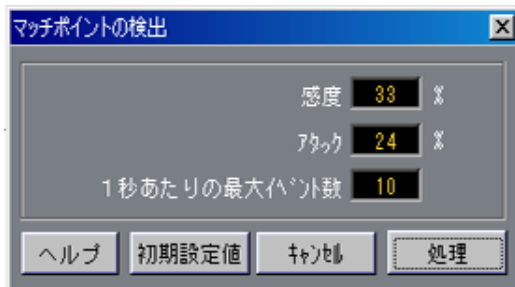 マッチポイントの検出
感度 33 %
アタック 24 %
1秒あたりの最大イベント数 10
ヘルプ 初期設定値 キャンセル 処理